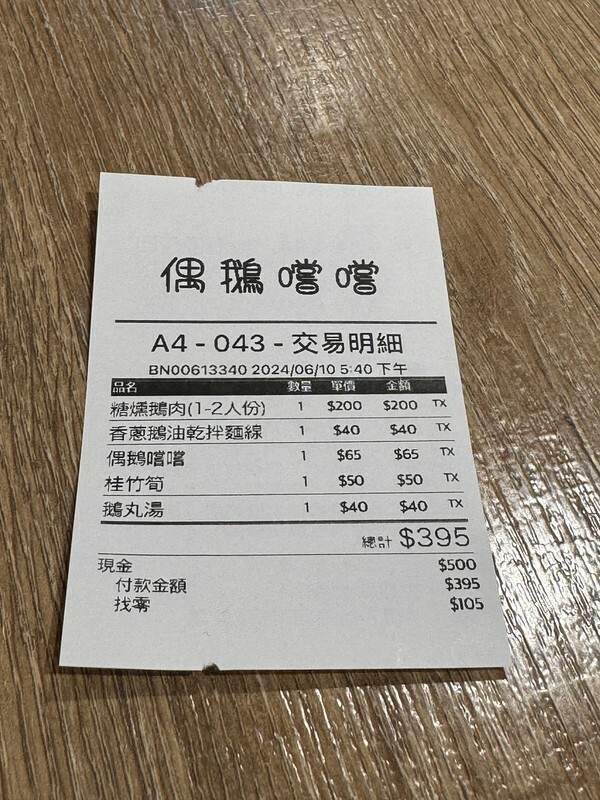 偶鵝嚐嚐
A4 - 043 - 交易明細
BN00613340 2024/06/10 5:40 下午
品名 數量 單價 金額
糖燻鵝肉(1-2人份) 1 $200 $200 TX
香蔥鵝油乾拌麵線 1 $40 $40 TX
偶鵝嚐嚐 1 $65 $65 TX
桂竹筍 1 $50 $50 TX
鵝丸湯 1 $40 $40 TX
總計 $395
現金 $500
付款金額 $395
找零 $105